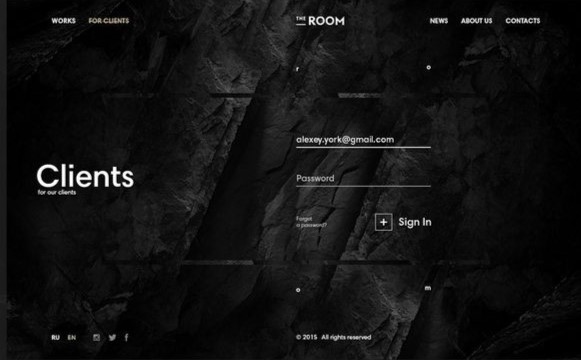 WORKS FOR CLIENTS THE ROOM NEWS ABOUT US CONTACTS
r o
alexey.york@gmail.com
Clients
for our clients
Password
Forgot
a password?
Sign In
o m
RU EN © 2015 All rights reserved